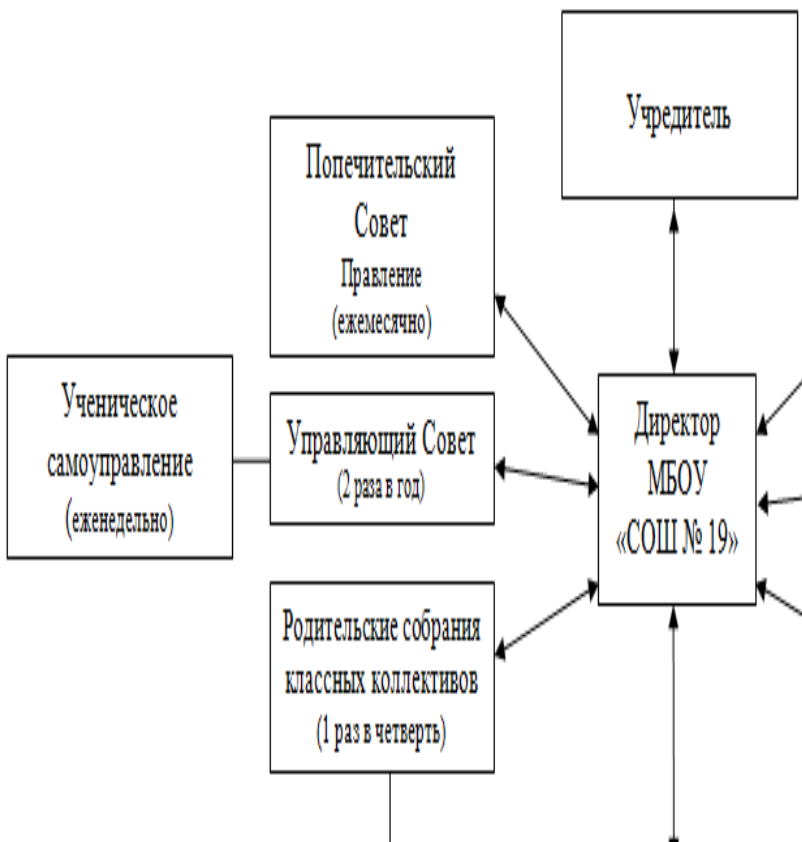 Учредитель
Попечительский
Совет
Правление
(ежемесячно)
Ученическое
самоуправление
(еженедельно)
Управляющий Совет
(2 раза в год)
Директор
МБОУ
«СОШ № 19»
Родительские собрания
классных коллективов
(1 раз в четверть)